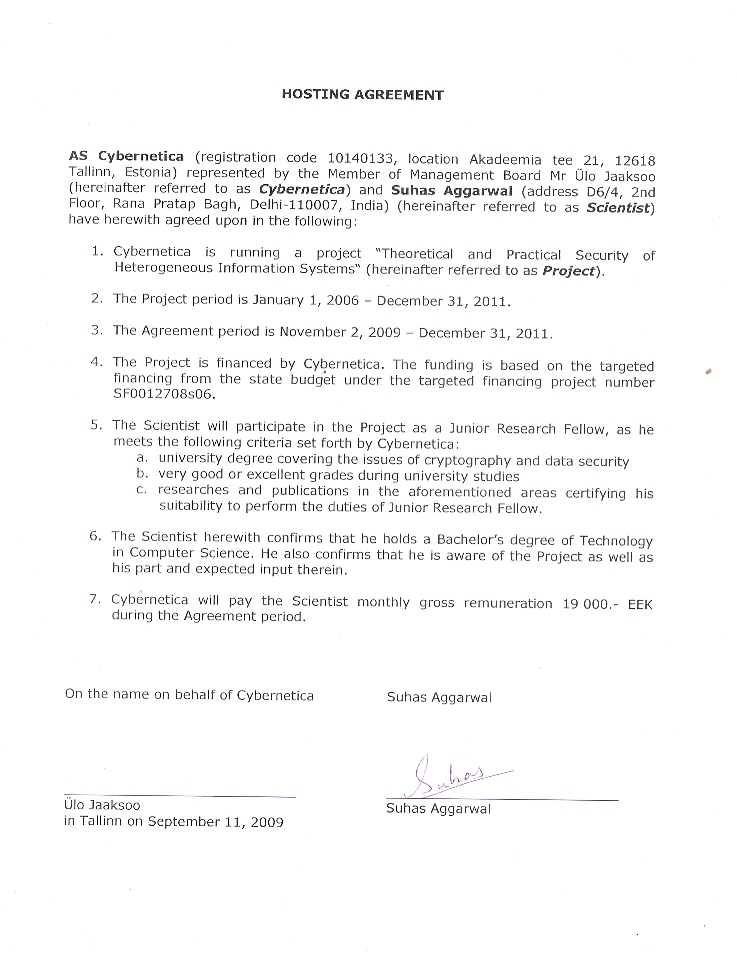 HOSTING AGREEMENT
AS Cybernetica (registration code 10140133, location Akadeemia tee 21, 12618
Tallinn, Estonia) represented by the Member of Management Board Mr Ülo Jaaksoo
(hereinafter referred to as Cybernetica) and Suhas Aggarwal (address D6/4, 2nd
Floor, Rana Pratap Bagh, Delhi-110007, India) (hereinafter referred to as Scientist)
have herewith agreed upon in the following:
1. Cybernetica is running a project "Theoretical and Practical Security of
Heterogeneous Information Systems" (hereinafter referred to as Project).
2. The Project period is January 1, 2006 – December 31, 2011.
3. The Agreement period is November 2, 2009 – December 31, 2011.
4. The Project is financed by Cybernetica. The funding is based on the targeted
financing from the state budget under the targeted financing project number
SF0012708s06.
5. The Scientist will participate in the Project as a Junior Research Fellow, as he
meets the following criteria set forth by Cybernetica:
a. university degree covering the issues of cryptography and data security
b. very good or excellent grades during university studies
c. researches and publications in the aforementioned areas certifying his
suitability to perform the duties of Junior Research Fellow.
6. The Scientist herewith confirms that he holds a Bachelor's degree of Technology
in Computer Science. He also confirms that he is aware of the Project as well as
his part and expected input therein.
7. Cybernetica will pay the Scientist monthly gross remuneration 19 000.- EEK
during the Agreement period.
On the name on behalf of Cybernetica
Suhas Aggarwal
Suhas
Ülo Jaaksoo
in Tallinn on September 11, 2009
Suhas Aggarwal